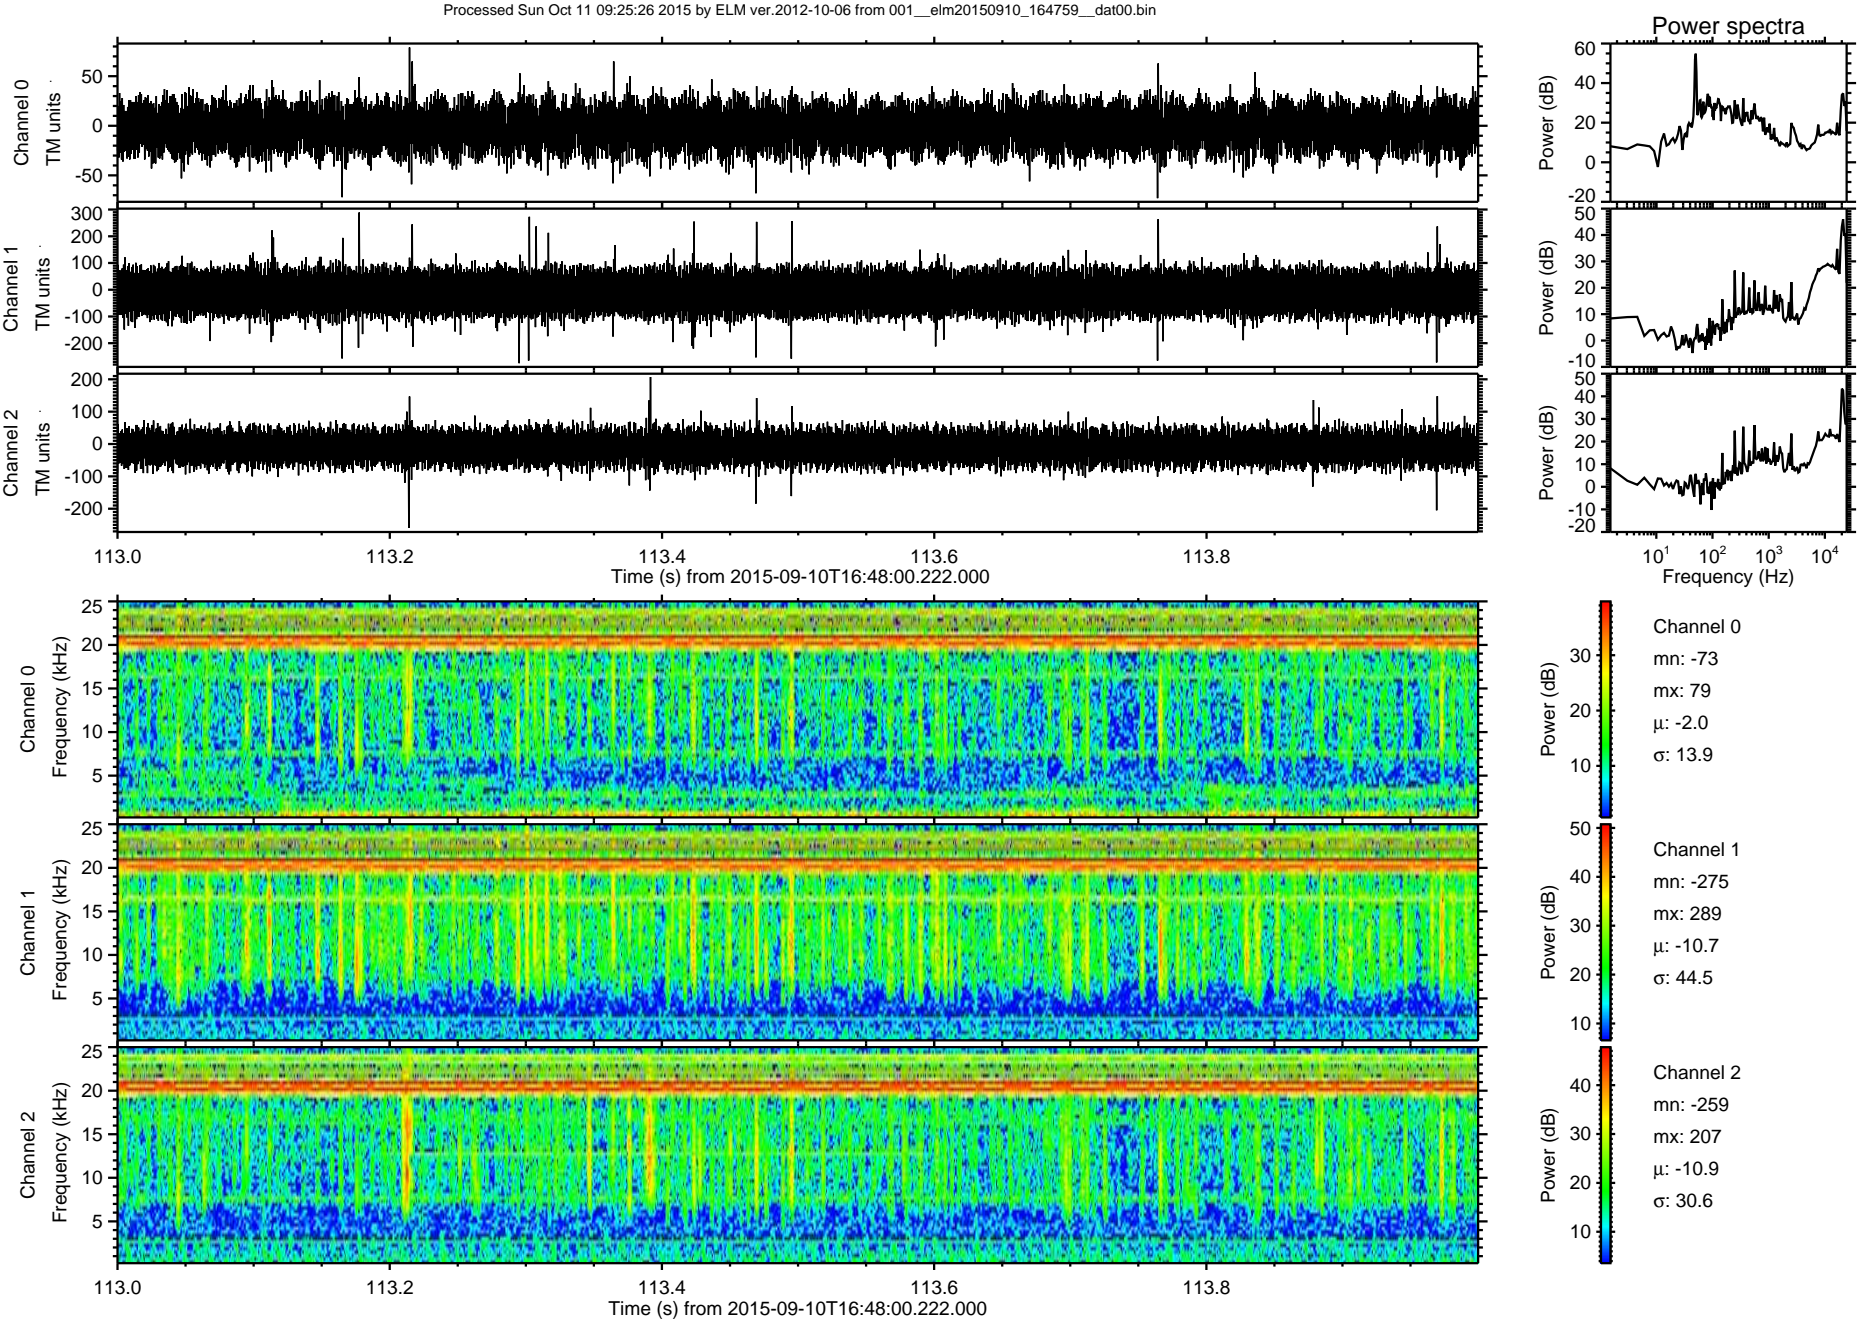 Processed Sun Oct 11 09:25:26 2015 by ELM ver.2012-10-06 from 001__elm20150910_164759__dat00.bin
Power spectra
Channel 0
TM units
50
0
-50
Power (dB)
60
40
20
0
-20
Channel 1
TM units
300
200
100
0
-100
-200
Power (dB)
50
40
30
20
10
0
-10
Channel 2
TM units
200
100
0
-100
-200
Power (dB)
50
40
30
20
10
0
-10
-20
113.0 113.2 113.4 113.6 113.8
Time (s) from 2015-09-10T16:48:00.222.000
10¹ 10² 10³ 10⁴
Frequency (Hz)
Channel 0
Frequency (kHz)
25
20
15
10
5
Power (dB)
30
20
10
Channel 0
mn: -73
mx: 79
μ: -2.0
σ: 13.9
Channel 1
Frequency (kHz)
25
20
15
10
5
Power (dB)
50
40
30
20
10
Channel 1
mn: -275
mx: 289
μ: -10.7
σ: 44.5
Channel 2
Frequency (kHz)
25
20
15
10
5
Power (dB)
40
30
20
10
Channel 2
mn: -259
mx: 207
μ: -10.9
σ: 30.6
113.0 113.2 113.4 113.6 113.8
Time (s) from 2015-09-10T16:48:00.222.000